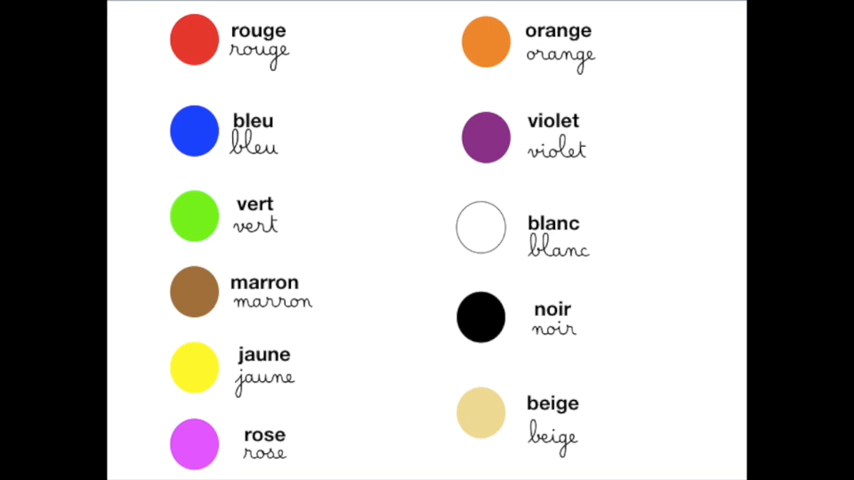 rouge
rouge
bleu
bleu
vert
vert
marron
marron
jaune
jaune
rose
rose
orange
orange
violet
violet
blanc
blanc
noir
noir
beige
beige